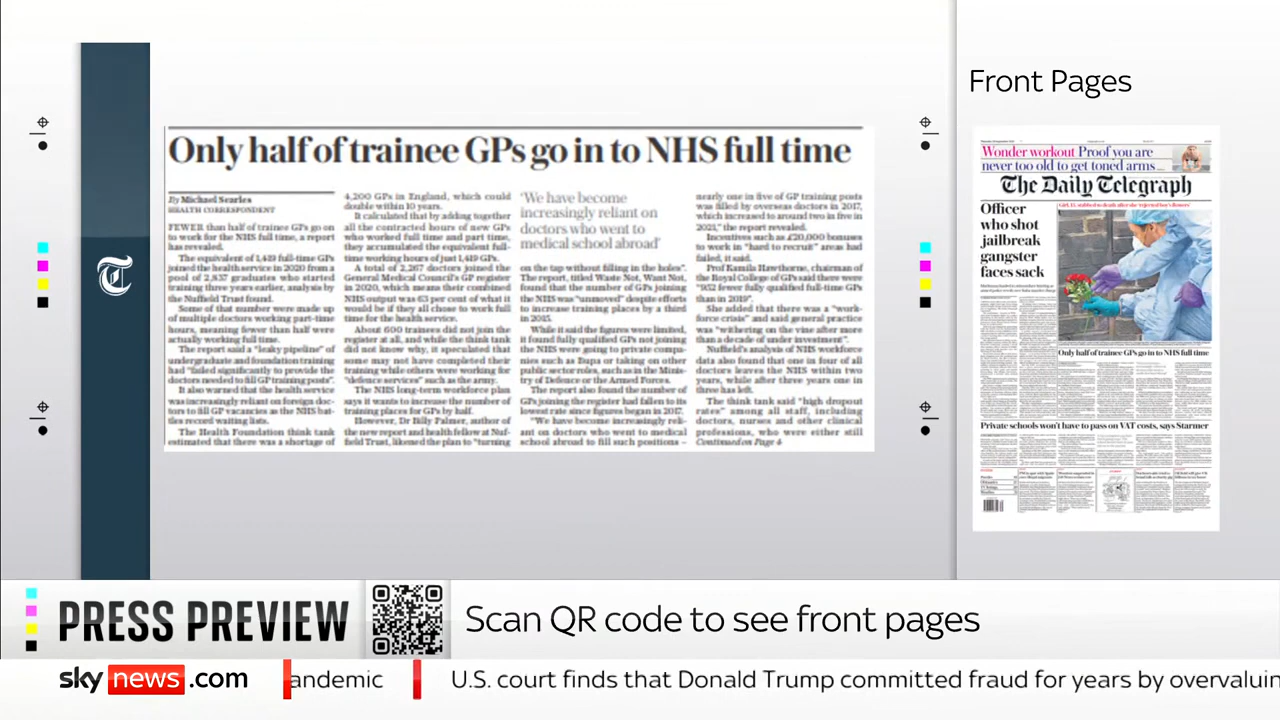 Only half of trainee GPs go in to NHS full time
By Michael Searles
HEALTH CORRESPONDENT
FEWER than half of trainee GPs go on
to work for the NHS full time, a report
has revealed.
The equivalent of 1,419 full-time GPs
joined the health service in 2020 from a
pool of 2,837 graduates who started
training three years earlier, analysis by
the Nuffield Trust found.
Some of that number were made up
of multiple doctors working part-time
hours, meaning fewer than half were
actually working full time.
The report said a "leaky pipeline" of
undergraduate and foundation training
had "failed significantly to provide the
doctors needed to fill GP training posts".
It also warned that the health service
was increasingly reliant on foreign doc-
tors to fill GP vacancies as the NHS bat-
tles record waiting lists.
The Health Foundation think tank
estimated that there was a shortage of
4,200 GPs in England, which could
double within 10 years.
It calculated that by adding together
all the contracted hours of new GPs
who worked full time and part time,
they accumulated the equivalent full-
time working hours of just 1,419 GPs.
A total of 2,267 doctors joined the
General Medical Council's GP register
in 2020, which means their combined
NHS output was 63 per cent of what it
would be if they all chose to work full
time for the health service.
About 600 trainees did not join the
register at all, and while the think tank
did not know why, it speculated that
some may not have completed their
training while others were working for
"defence services" such as the army.
The NHS long-term workforce plan
says it wants to increase the number of
training places for GPs by half.
However, Dr Billy Palmer, author of
the new report and health fellow at Nuf-
field Trust, likened the plan to "turning
'We have become
increasingly reliant on
doctors who went to
medical school abroad'
on the tap without filling in the holes".
The report, titled Waste Not, Want Not,
found that the number of GPs joining
the NHS was "unmoved" despite efforts
to increase training places by a third
in 2015.
While it said the figures were limited,
it found fully qualified GPs not joining
the NHS were going to private compa-
nies such as Bupa or taking on other
public sector roles, such as in the Minis-
try of Defence or the Armed Forces.
The report also found the number of
GPs joining the register had fallen to its
lowest rate since figures began in 2017.
"We have become increasingly reli-
ant on doctors who went to medical
school abroad to fill such positions –
nearly one in five of GP training posts
was filled by overseas doctors in 2017,
which increased to around two in five in
2021," the report revealed.
Incentives such as £20,000 bonuses
to work in "hard to recruit" areas had
failed, it said.
Prof Kamila Hawthorne, chairman of
the Royal College of GPs said there were
"952 fewer fully qualified full-time GPs
than in 2019".
She added that there was a "work-
force crisis" and said general practice
was "withering on the vine after more
than a decade of under investment".
Nuffield's analysis of NHS workforce
data also found that one in four of all
doctors leaves the NHS within two
years, while after three years one in
three has left.
The think tank said "high dropout
rates" among all staff, including
doctors, nurses and other clinical
professions, who were either still
Continued on Page 4
Front Pages
Wonder workout Proof you are
never too old to get toned arms
The Daily Telegraph
Officer
who shot
jailbreak
gangster
faces sack
Girl, 15, stabbed to death after she 'rejected boy's flowers'
Only half of trainee GPs go in to NHS full time
Private schools won't have to pass on VAT costs, says Starmer
PRESS PREVIEW
Scan QR code to see front pages
sky news .com
andemic
U.S. court finds that Donald Trump committed fraud for years by overvaluin